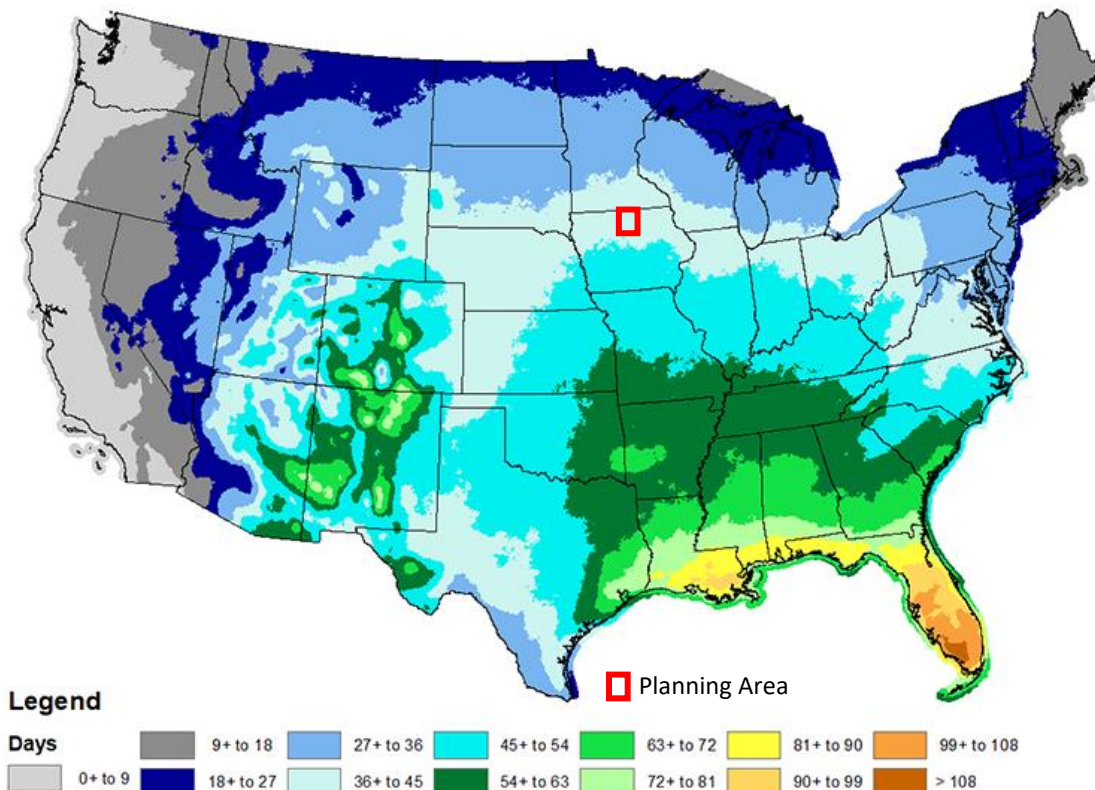 Planning Area
Legend
Days
9+ to 18
27+ to 36
45+ to 54
63+ to 72
81+ to 90
99+ to 108
0+ to 9
18+ to 27
36+ to 45
54+ to 63
72+ to 81
90+ to 99
> 108